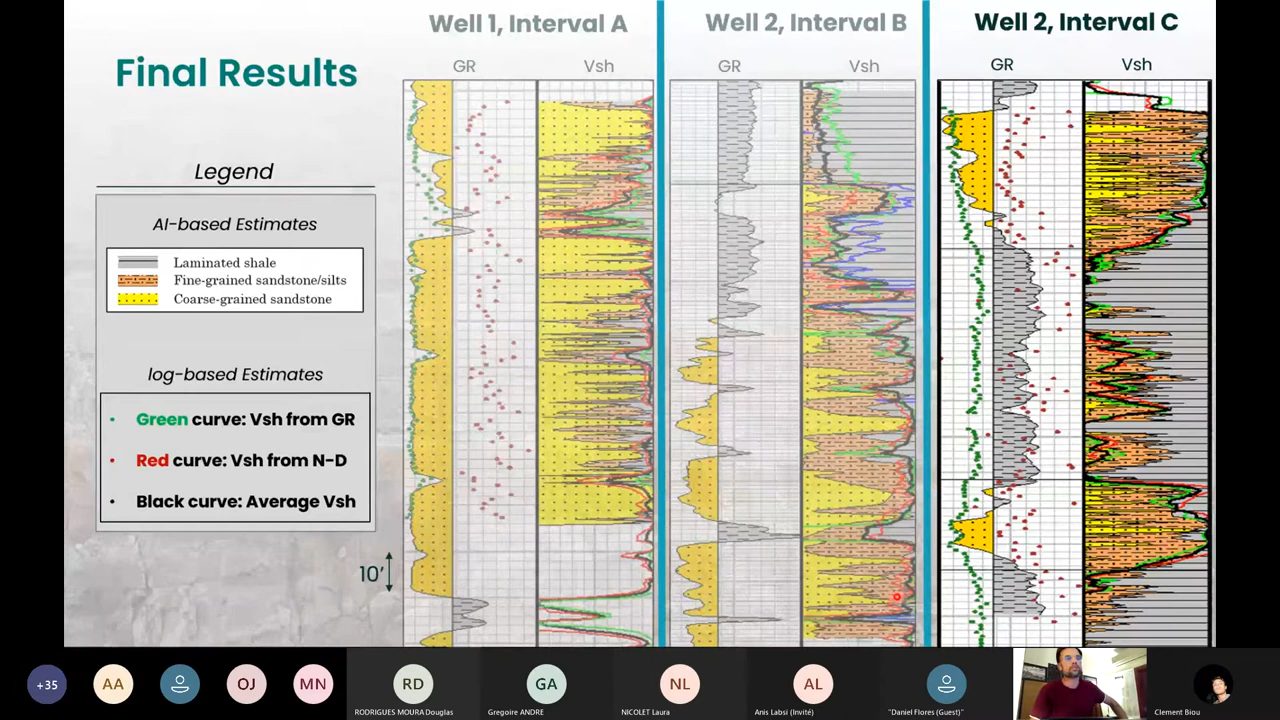 Final Results
Legend
AI-based Estimates
Laminated shale
Fine-grained sandstone/silts
Coarse-grained sandstone
log-based Estimates
• Green curve: Vsh from GR
• Red curve: Vsh from N-D
• Black curve: Average Vsh
10'
Well 1, Interval A
GR Vsh
Well 2, Interval B
GR Vsh
Well 2, Interval C
GR Vsh
+35
AA
OJ
MN
RD
RODRIGUES MOURA Douglas
GA
Gregoire ANDRE
NL
NICOLET Laura
AL
Anis Labsi (Invité)
"Daniel Flores (Guest)"
Clement Biou